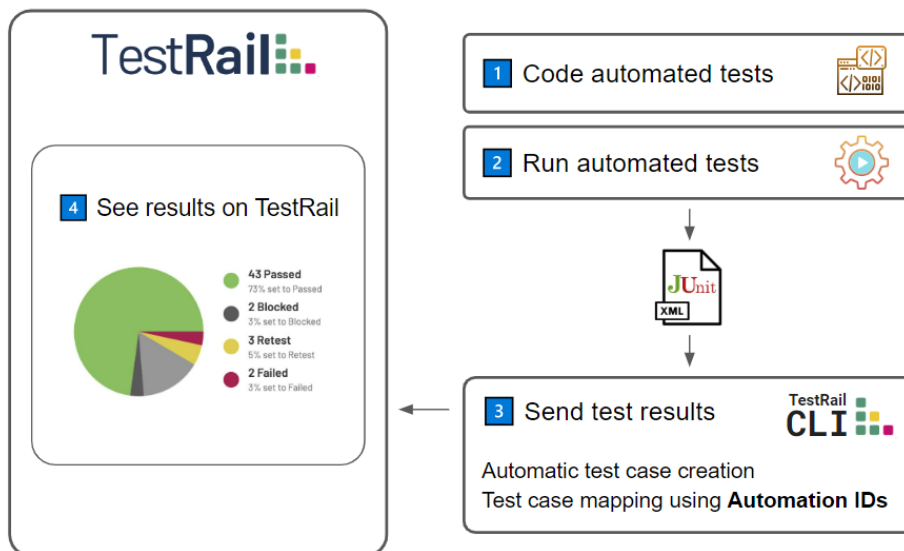 TestRail
4 See results on TestRail
43 Passed
73% set to Passed
2 Blocked
3% set to Blocked
3 Retest
5% set to Retest
2 Failed
3% set to Failed
1 Code automated tests
</>
</> 0101
1010
2 Run automated tests
JUnit
XML
3 Send test results
TestRail
CLI
Automatic test case creation
Test case mapping using Automation IDs